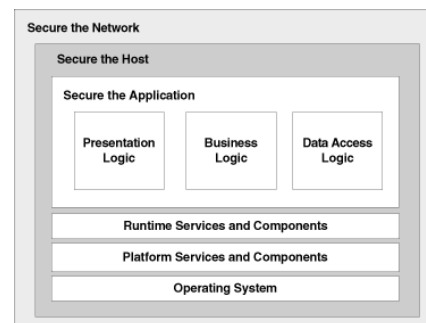 Secure the Network
Secure the Host
Secure the Application
Presentation
Logic
Business
Logic
Data Access
Logic
Runtime Services and Components
Platform Services and Components
Operating System